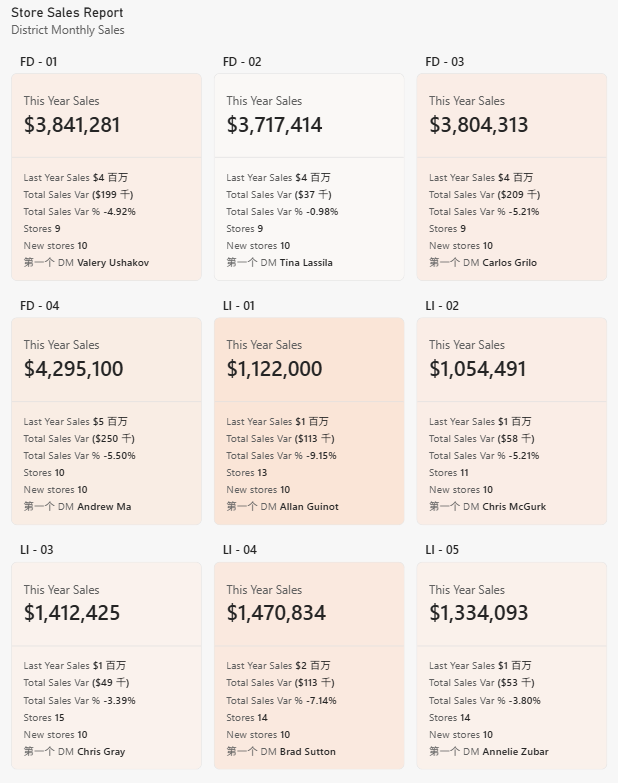 Store Sales Report
District Monthly Sales
FD - 01
This Year Sales
$3,841,281
Last Year Sales $4 百万
Total Sales Var ($199 千)
Total Sales Var % -4.92%
Stores 9
New stores 10
第一个 DM Valery Ushakov
FD - 02
This Year Sales
$3,717,414
Last Year Sales $4 百万
Total Sales Var ($37 千)
Total Sales Var % -0.98%
Stores 9
New stores 10
第一个 DM Tina Lassila
FD - 03
This Year Sales
$3,804,313
Last Year Sales $4 百万
Total Sales Var ($209 千)
Total Sales Var % -5.21%
Stores 9
New stores 10
第一个 DM Carlos Grilo
FD - 04
This Year Sales
$4,295,100
Last Year Sales $5 百万
Total Sales Var ($250 千)
Total Sales Var % -5.50%
Stores 10
New stores 10
第一个 DM Andrew Ma
LI - 01
This Year Sales
$1,122,000
Last Year Sales $1 百万
Total Sales Var ($113 千)
Total Sales Var % -9.15%
Stores 13
New stores 10
第一个 DM Allan Guinot
LI - 02
This Year Sales
$1,054,491
Last Year Sales $1 百万
Total Sales Var ($58 千)
Total Sales Var % -5.21%
Stores 11
New stores 10
第一个 DM Chris McGurk
LI - 03
This Year Sales
$1,412,425
Last Year Sales $1 百万
Total Sales Var ($49 千)
Total Sales Var % -3.39%
Stores 15
New stores 10
第一个 DM Chris Gray
LI - 04
This Year Sales
$1,470,834
Last Year Sales $2 百万
Total Sales Var ($113 千)
Total Sales Var % -7.14%
Stores 14
New stores 10
第一个 DM Brad Sutton
LI - 05
This Year Sales
$1,334,093
Last Year Sales $1 百万
Total Sales Var ($53 千)
Total Sales Var % -3.80%
Stores 14
New stores 10
第一个 DM Annelie Zubar